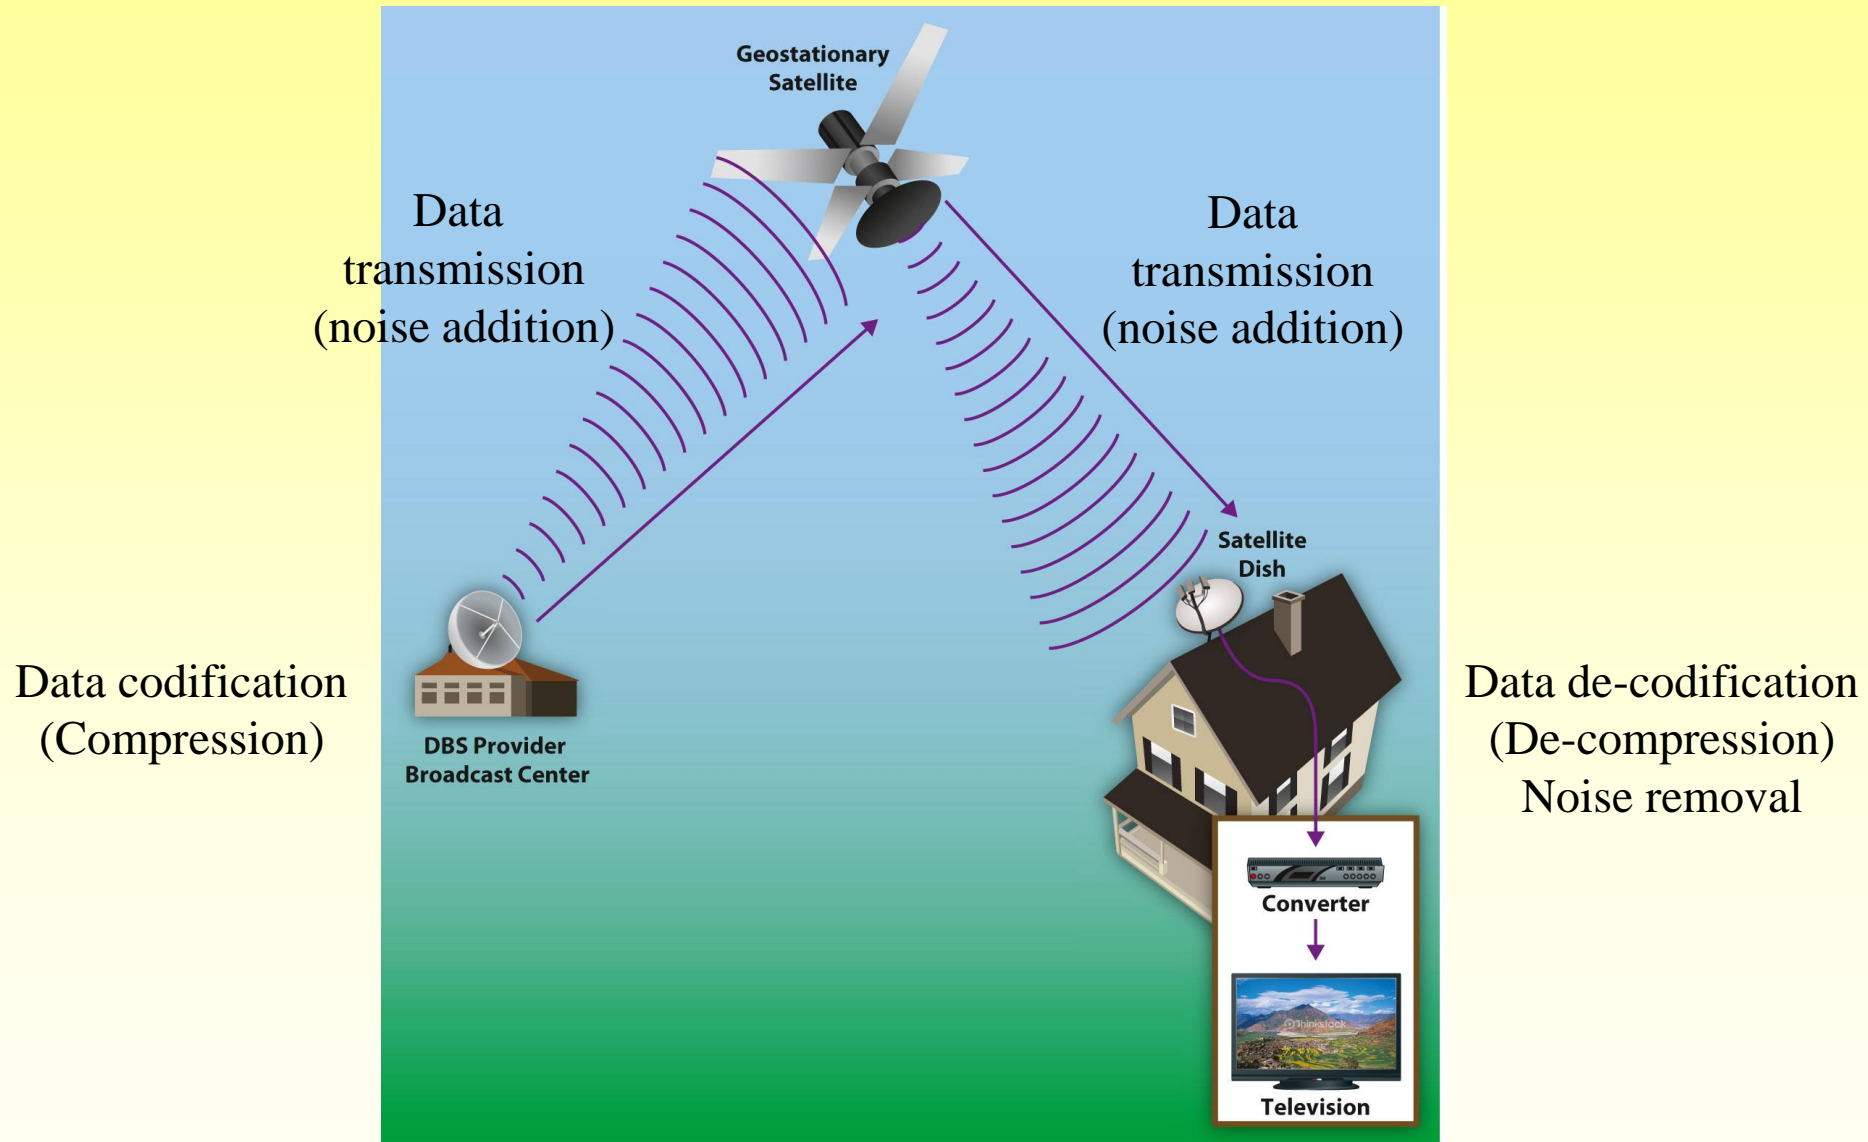 Geostationary
Satellite
Data
transmission
(noise addition)
Data
transmission
(noise addition)
Satellite
Dish
Data codification
(Compression)
DBS Provider
Broadcast Center
Data de-codification
(De-compression)
Noise removal
Converter
Thinkstock
Television